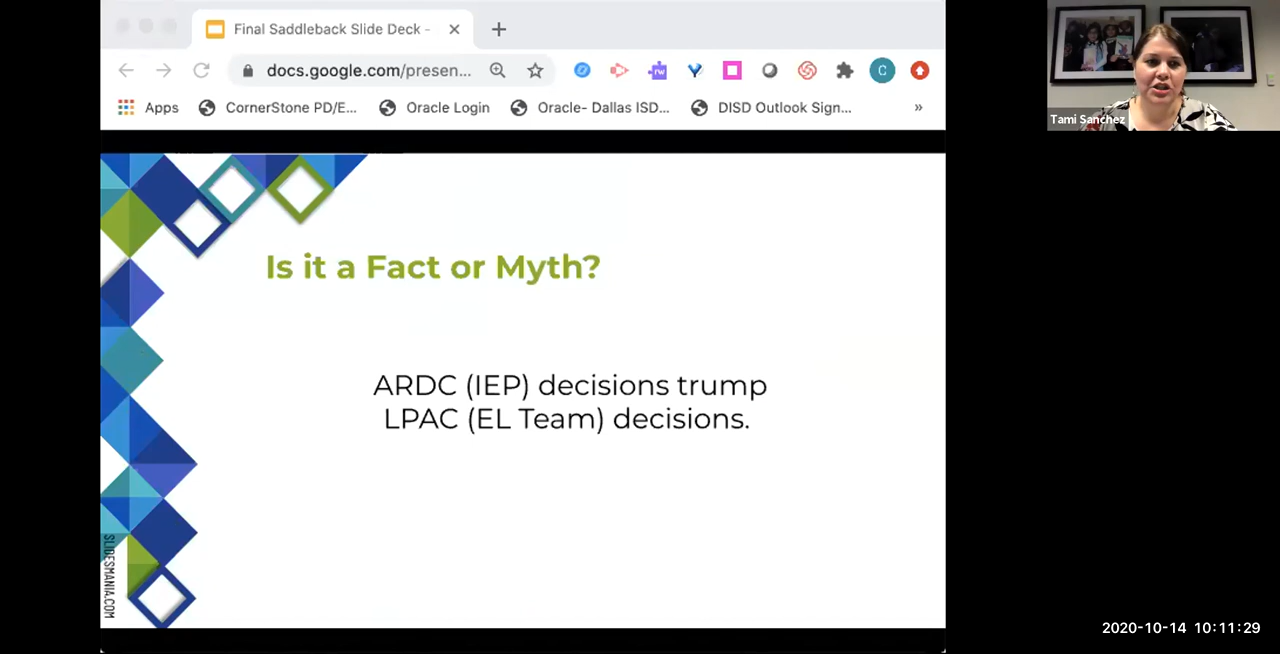 Final Saddleback Slide Deck -
docs.google.com/presen...
rw
C
Apps
CornerStone PD/E...
Oracle Login
Oracle- Dallas ISD...
DISD Outlook Sign...
»
Tami Sanchez
Is it a Fact or Myth?
ARDC (IEP) decisions trump
LPAC (EL Team) decisions.
SLIDESMANIA.COM
2020-10-14 10:11:29